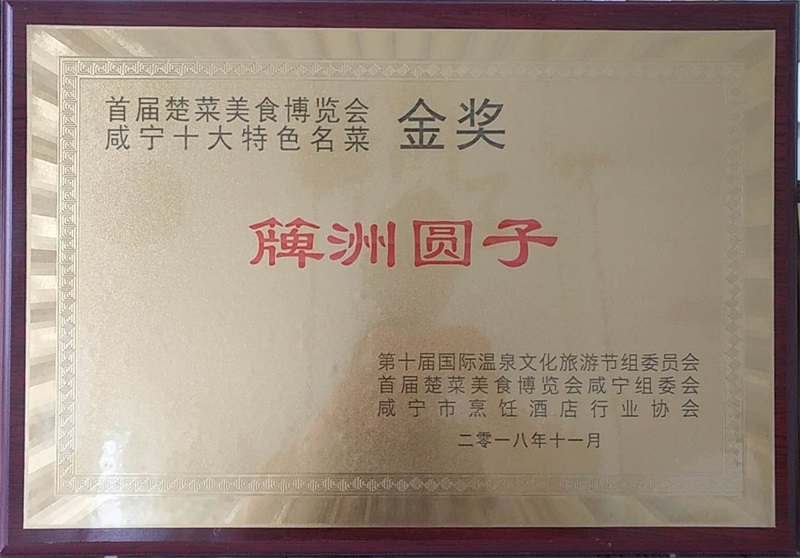 首届楚菜美食博览会
咸宁十大特色名菜
金奖
簰洲圆子
第十届国际温泉文化旅游节组委员会
首届楚菜美食博览会咸宁组委会
咸宁市烹饪酒店行业协会
二零一八年十一月